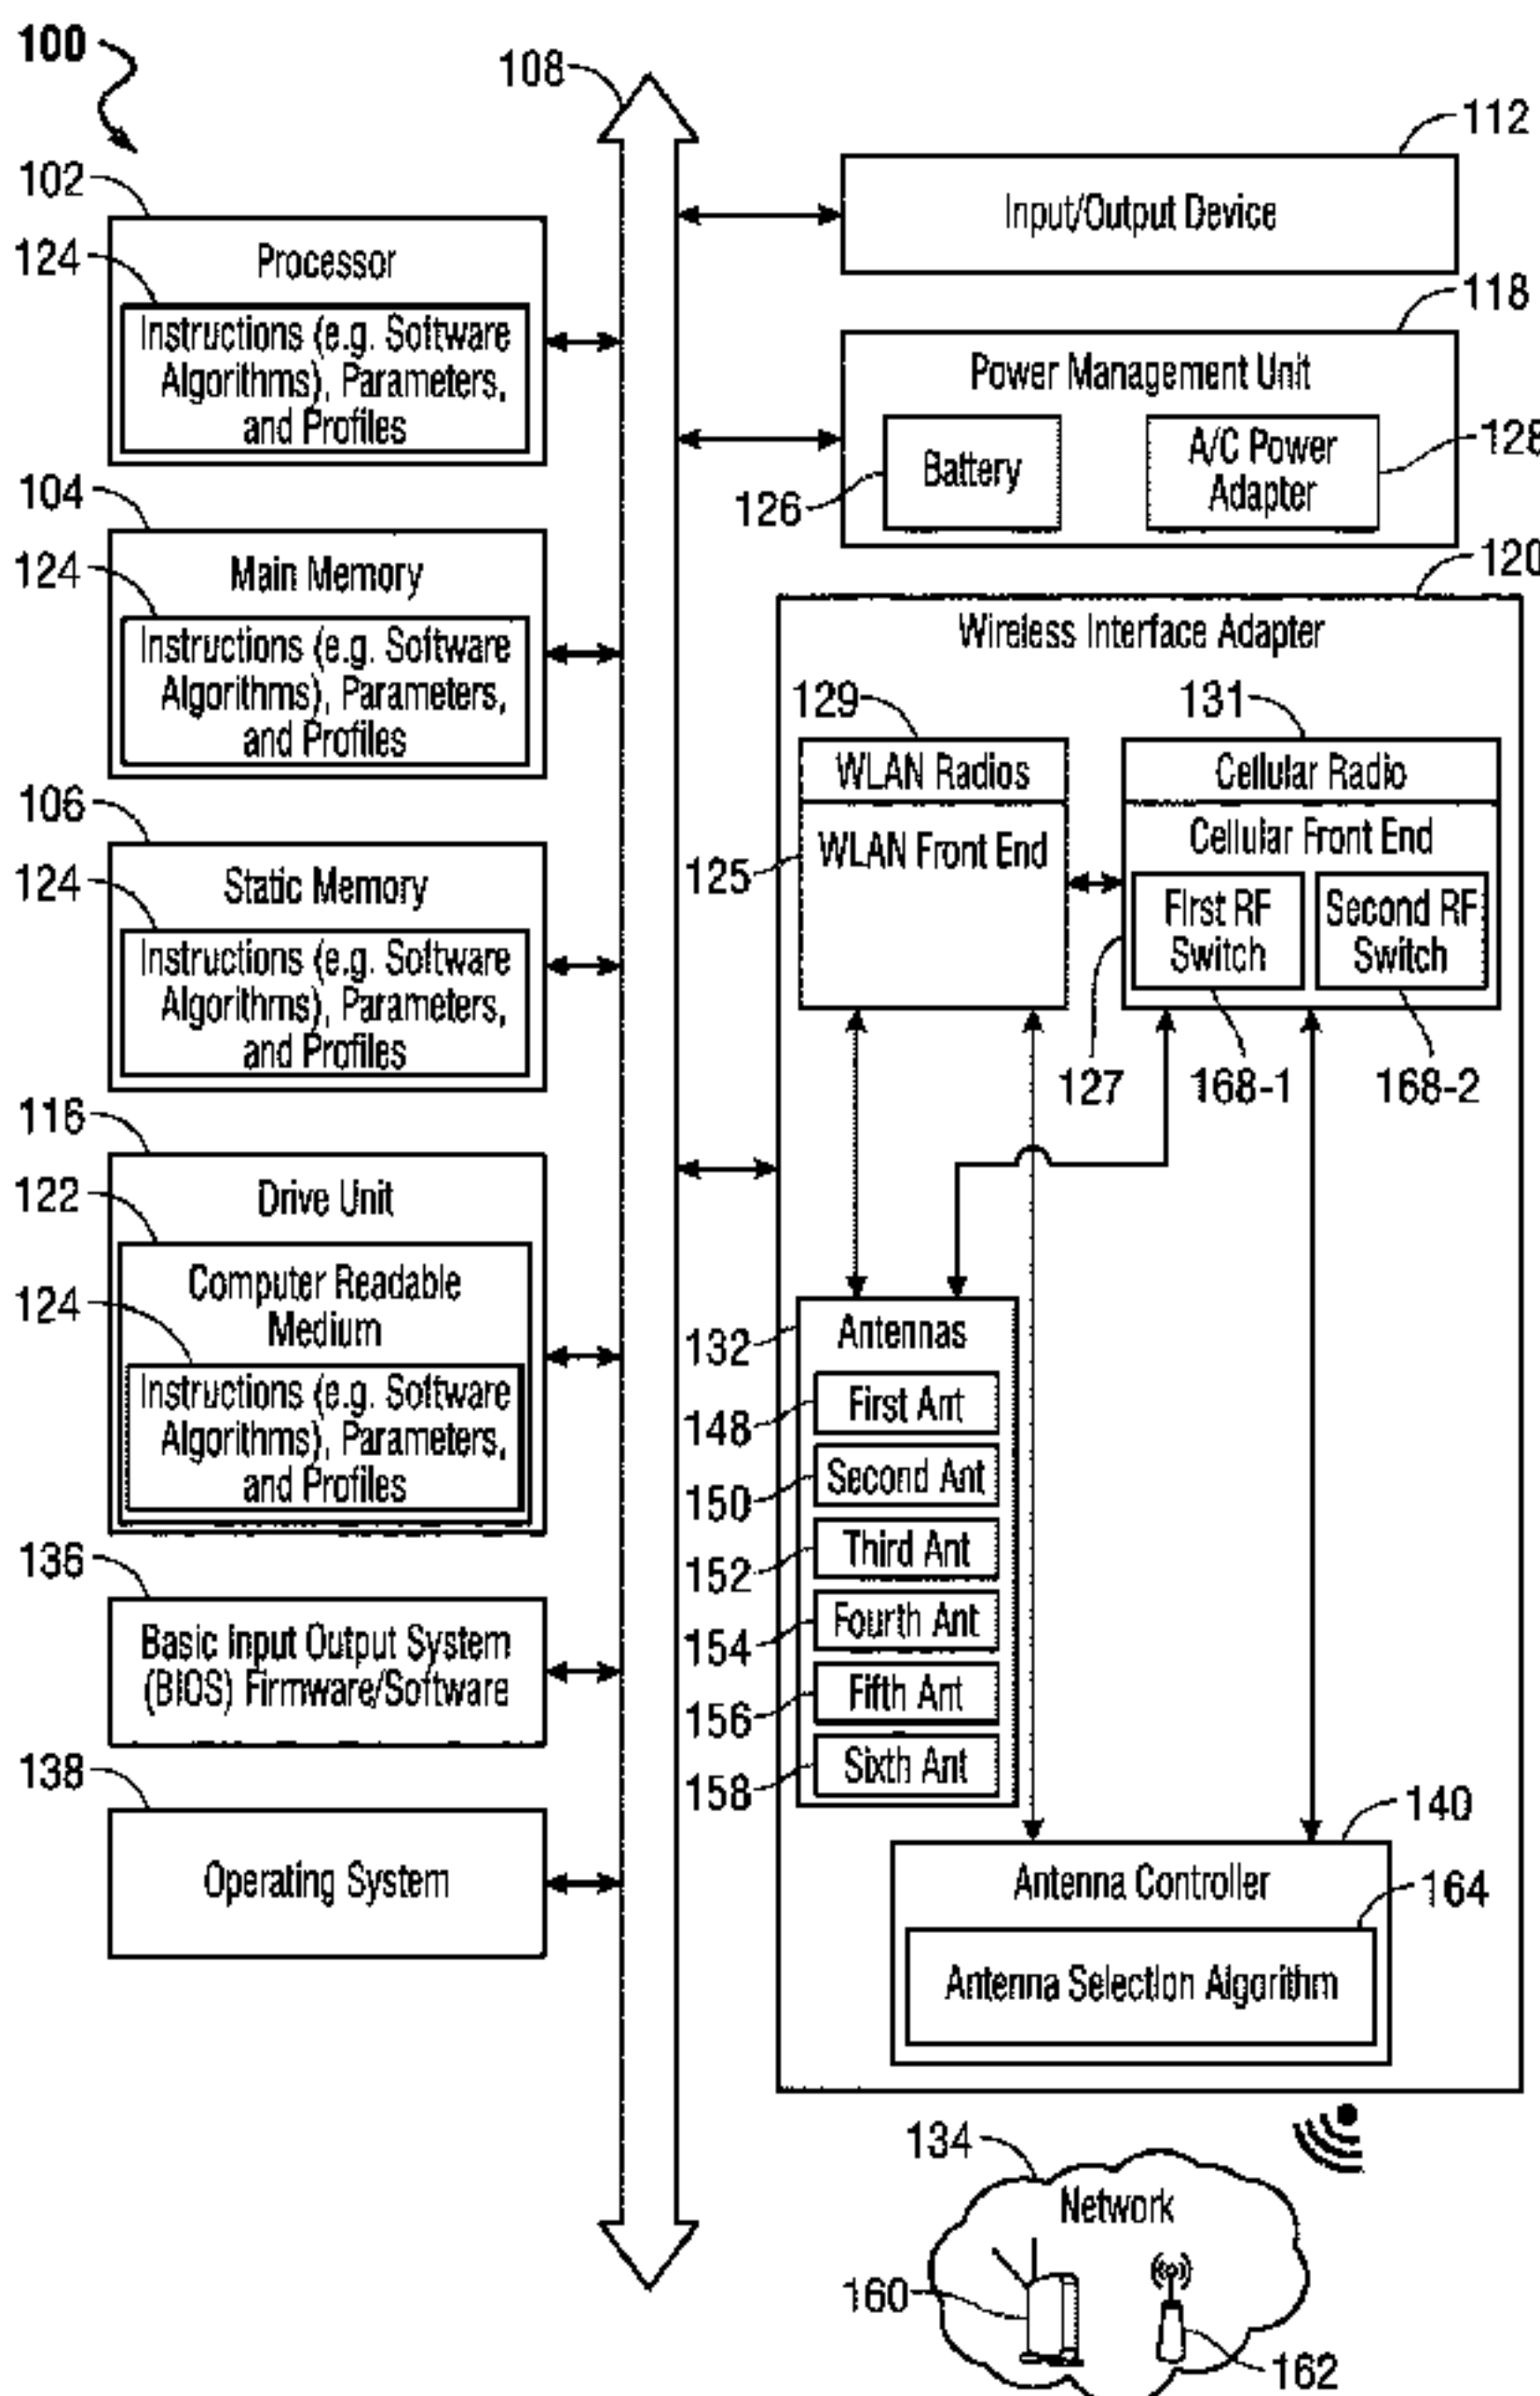 100
108
102
Processor
124
Instructions (e.g. Software
Algorithms), Parameters,
and Profiles
104
Main Memory
124
Instructions (e.g. Software
Algorithms), Parameters,
and Profiles
106
Static Memory
124
Instructions (e.g. Software
Algorithms), Parameters,
and Profiles
116
Drive Unit
122
Computer Readable
Medium
124
Instructions (e.g. Software
Algorithms), Parameters,
and Profiles
136
Basic Input Output System
(BIOS) Firmware/Software
138
Operating System
112
Input/Output Device
118
Power Management Unit
Battery
126
A/C Power
Adapter
128
120
Wireless Interface Adapter
129
WLAN Radios
WLAN Front End
125
131
Cellular Radio
Cellular Front End
First RF
Switch
Second RF
Switch
127
168-1
168-2
132
Antennas
148
First Ant
150
Second Ant
152
Third Ant
154
Fourth Ant
156
Fifth Ant
158
Sixth Ant
140
Antenna Controller
164
Antenna Selection Algorithm
134
Network
160
162